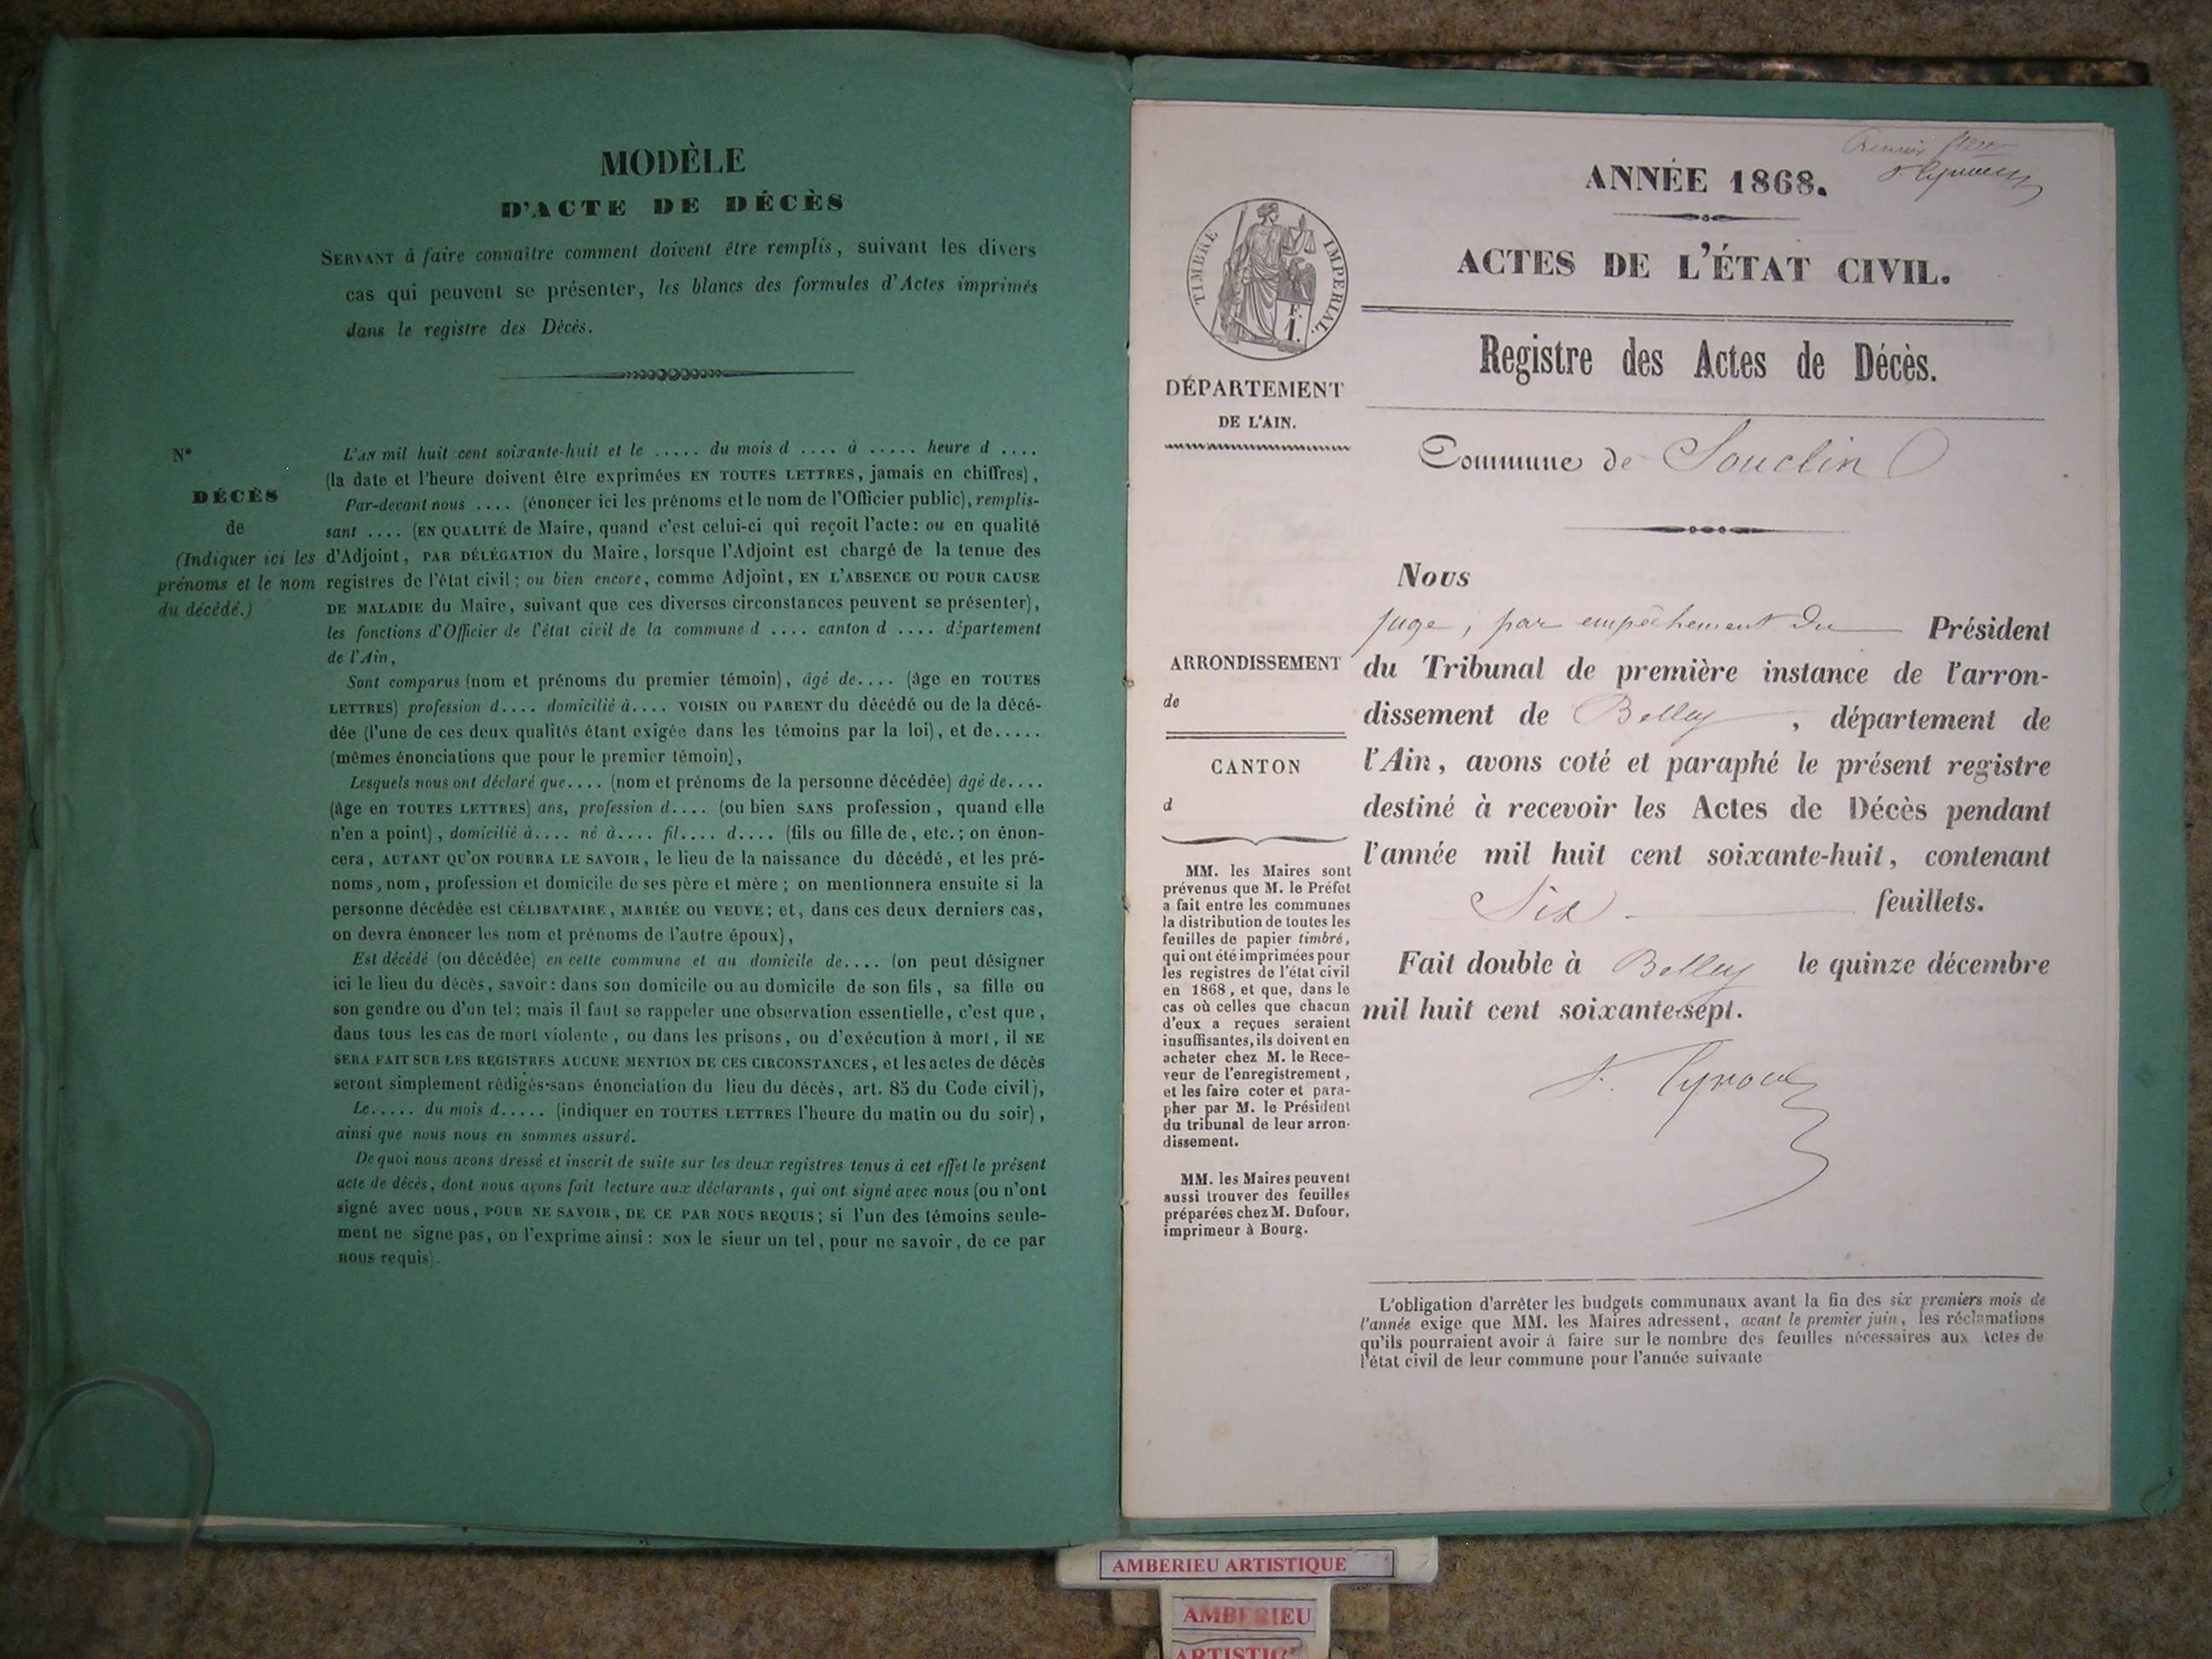 MODÈLE
D'ACTE DE DÉCÈS
SERVANT à faire connaître comment doivent être remplis, suivant les divers
cas qui peuvent se présenter, les blancs des formules d'Actes imprimés
dans le registre des Décès.
N°
DÉCÈS
de
(Indiquer ici les
prénoms et le nom
du décédé.)
L'AN mil huit cent soixante-huit et le ..... du mois d .... à ..... heure d ....
(la date et l'heure doivent être exprimées EN TOUTES LETTRES, jamais en chiffres),
Par-devant nous .... (énoncer ici les prénoms et le nom de l'Officier public), remplis-
sant .... (EN QUALITÉ de Maire, quand c'est celui-ci qui reçoit l'acte: ou en qualité
d'Adjoint, PAR DÉLÉGATION du Maire, lorsque l'Adjoint est chargé de la tenue des
registres de l'état civil; ou bien encore, comme Adjoint, EN L'ABSENCE OU POUR CAUSE
DE MALADIE du Maire, suivant que ces diverses circonstances peuvent se présenter),
les fonctions d'Officier de l'état civil de la commune d .... canton d .... département
de l'Ain,
Sont comparus (nom et prénoms du premier témoin), âgé de.... (âge en TOUTES
LETTRES) profession d.... domicilié à.... VOISIN OU PARENT du décédé ou de la décé-
dée (l'une de ces deux qualités étant exigée dans les témoins par la loi), et de.....
(mêmes énonciations que pour le premier témoin),
Lesquels nous ont déclaré que.... (nom et prénoms de la personne décédée) âgé de....
(âge en TOUTES LETTRES) ans, profession d.... (ou bien SANS profession, quand elle
n'en a point), domicilié à.... né à.... fil.... d.... (fils ou fille de, etc.; on énon-
cera, AUTANT QU'ON POURRA LE SAVOIR, le lieu de la naissance du décédé, et les pré-
noms, nom, profession et domicile de ses père et mère; on mentionnera ensuite si la
personne décédée est CÉLIBATAIRE, MARIÉE OU VEUVE; et, dans ces deux derniers cas,
on devra énoncer les nom et prénoms de l'autre époux),
Est décédé (ou décédée) en cette commune et au domicile de.... (on peut désigner
ici le lieu du décès, savoir: dans son domicile ou au domicile de son fils, sa fille ou
son gendre ou d'un tel; mais il faut se rappeler une observation essentielle, c'est que,
dans tous les cas de mort violente, ou dans les prisons, ou d'exécution à mort, il NE
SERA FAIT SUR LES REGISTRES AUCUNE MENTION DE CES CIRCONSTANCES, et les actes de décès
seront simplement rédigés sans énonciation du lieu du décès, art. 85 du Code civil),
Le..... du mois d..... (indiquer en TOUTES LETTRES l'heure du matin ou du soir),
ainsi que nous nous en sommes assuré.
De quoi nous avons dressé et inscrit de suite sur les deux registres tenus à cet effet le présent
acte de décès, dont nous avons fait lecture aux déclarants, qui ont signé avec nous (ou n'ont
signé avec nous, POUR NE SAVOIR, DE CE PAR NOUS REQUIS; si l'un des témoins seule-
ment ne signe pas, on l'exprime ainsi: NON le sieur un tel, pour ne savoir, de ce par
nous requis).
ANNÉE 1868.
TIMBRE IMPÉRIAL.
F.
1.
ACTES DE L'ÉTAT CIVIL.
Registre des Actes de Décès.
DÉPARTEMENT
DE L'AIN.
Commune de Souclin
Nous
juge, par empêchement du Président
du Tribunal de première instance de l'arron-
dissement de Belley, département de
l'Ain, avons coté et paraphé le présent registre
destiné à recevoir les Actes de Décès pendant
l'année mil huit cent soixante-huit, contenant
Six feuillets.
Fait double à Belley le quinze décembre
mil huit cent soixante-sept.
ARRONDISSEMENT
de
CANTON
d
MM. les Maires sont
prévenus que M. le Préfet
a fait entre les communes
la distribution de toutes les
feuilles de papier timbré,
qui ont été imprimées pour
les registres de l'état civil
en 1868, et que, dans le
cas où celles que chacun
d'eux a reçues seraient
insuffisantes, ils doivent en
acheter chez M. le Rece-
veur de l'enregistrement,
et les faire coter et para-
pher par M. le Président
du tribunal de leur arron-
dissement.
MM. les Maires peuvent
aussi trouver des feuilles
préparées chez M. Dufour,
imprimeur à Bourg.
L'obligation d'arrêter les budgets communaux avant la fin des six premiers mois de
l'année exige que MM. les Maires adressent, avant le premier juin, les réclamations
qu'ils pourraient avoir à faire sur le nombre des feuilles nécessaires aux Actes de
l'état civil de leur commune pour l'année suivante
AMBERIEU ARTISTIQUE
AMBERIEU